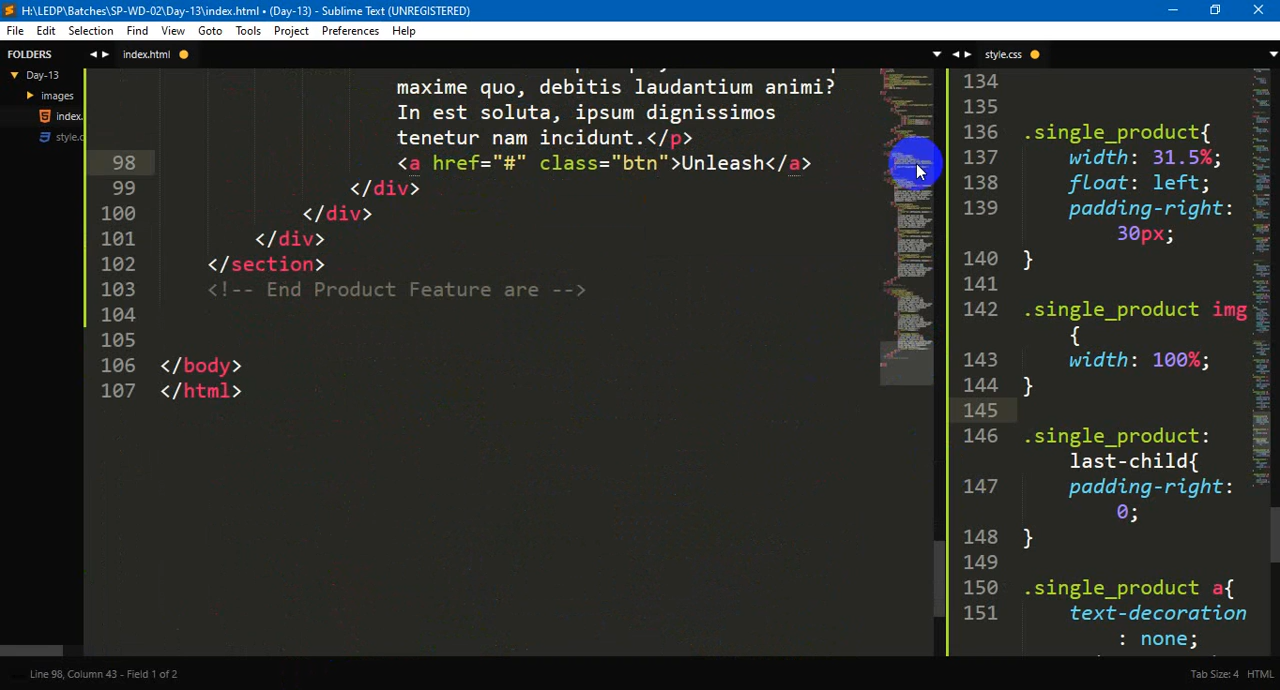 H:\LEDP\Batches\SP-WD-02\Day-13\index.html • (Day-13) - Sublime Text (UNREGISTERED)
File Edit Selection Find View Goto Tools Project Preferences Help
FOLDERS
Day-13
images
index.
style.c
index.html
maxime quo, debitis laudantium animi?
In est soluta, ipsum dignissimos
tenetur nam incidunt.</p>
98 <a href="#" class="btn">Unleash</a>
99 </div>
100 </div>
101 </div>
102 </section>
103 <!-- End Product Feature are -->
104
105
106 </body>
107 </html>
style.css
134
135
136 .single_product{
137 width: 31.5%;
138 float: left;
139 padding-right:
30px;
140 }
141
142 .single_product img
{
143 width: 100%;
144 }
145
146 .single_product:
last-child{
147 padding-right:
0;
148 }
149
150 .single_product a{
151 text-decoration
: none;
Line 98, Column 43 - Field 1 of 2
Tab Size: 4 HTML